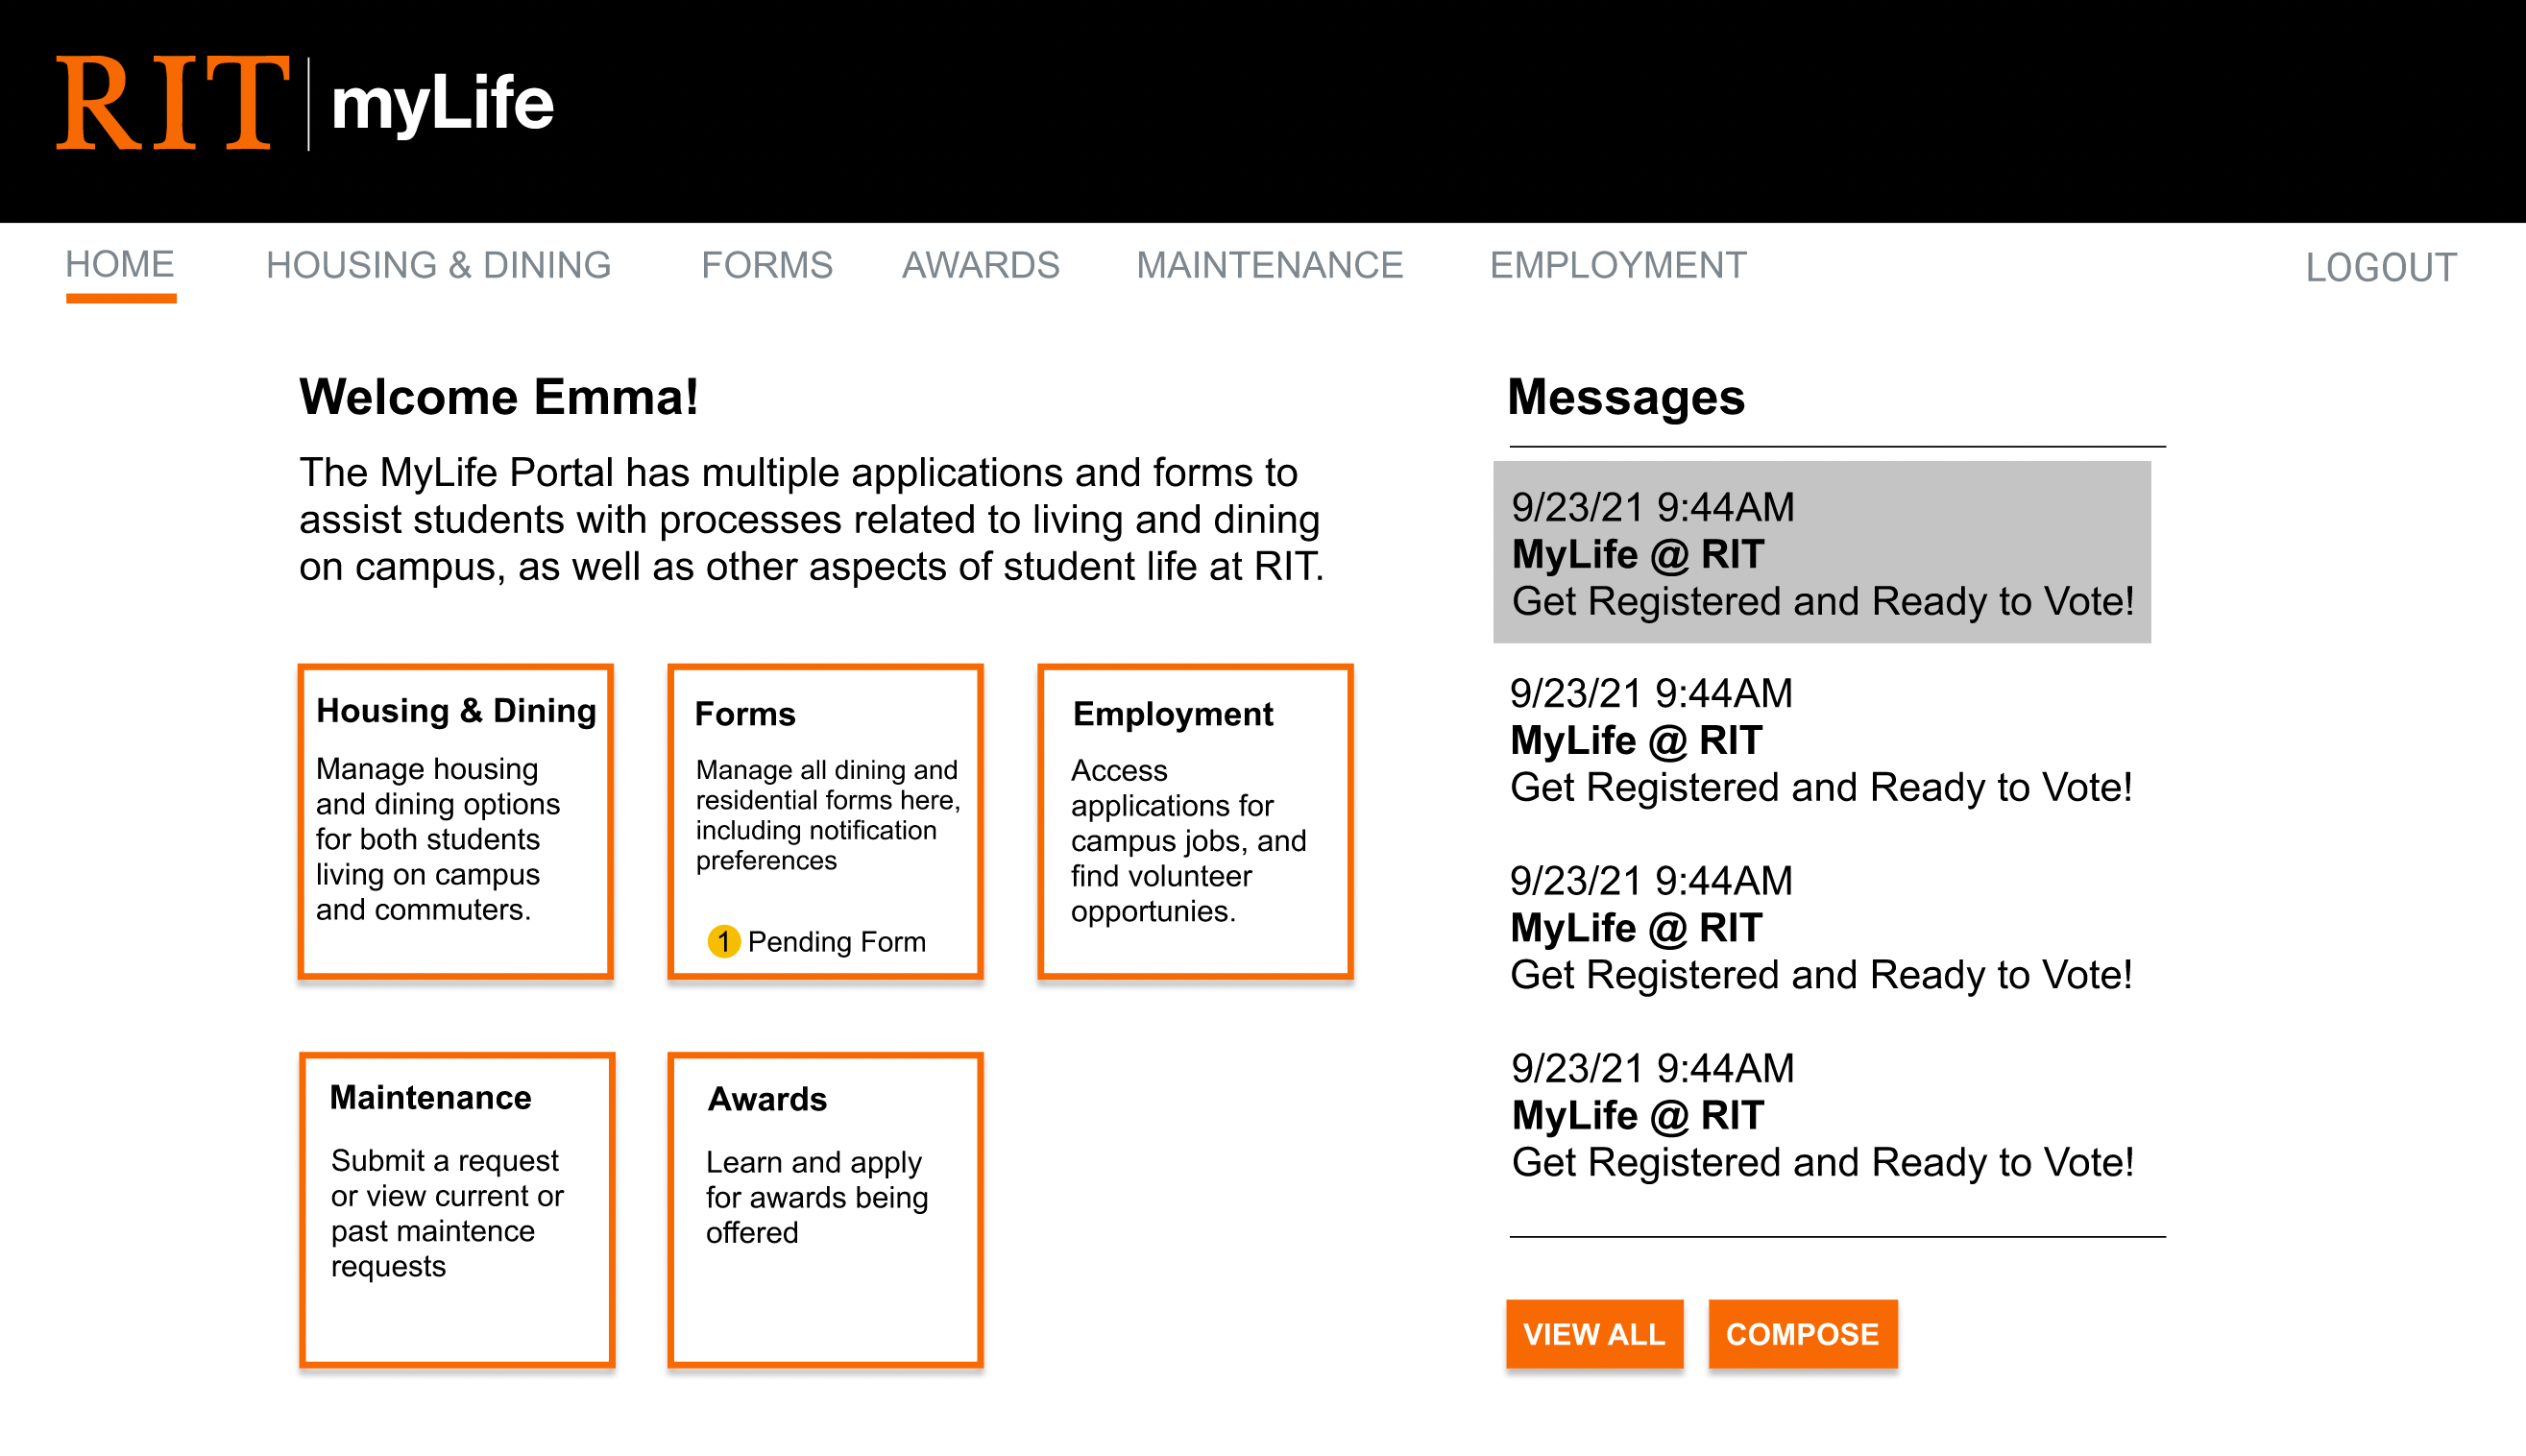 RIT myLife
HOME HOUSING & DINING FORMS AWARDS MAINTENANCE EMPLOYMENT LOGOUT
Welcome Emma!
The MyLife Portal has multiple applications and forms to
assist students with processes related to living and dining
on campus, as well as other aspects of student life at RIT.
Housing & Dining
Manage housing
and dining options
for both students
living on campus
and commuters.
Forms
Manage all dining and
residential forms here,
including notification
preferences
1 Pending Form
Employment
Access
applications for
campus jobs, and
find volunteer
opportunies.
Maintenance
Submit a request
or view current or
past maintence
requests
Awards
Learn and apply
for awards being
offered
Messages
9/23/21 9:44AM
MyLife @ RIT
Get Registered and Ready to Vote!
9/23/21 9:44AM
MyLife @ RIT
Get Registered and Ready to Vote!
9/23/21 9:44AM
MyLife @ RIT
Get Registered and Ready to Vote!
9/23/21 9:44AM
MyLife @ RIT
Get Registered and Ready to Vote!
VIEW ALL COMPOSE